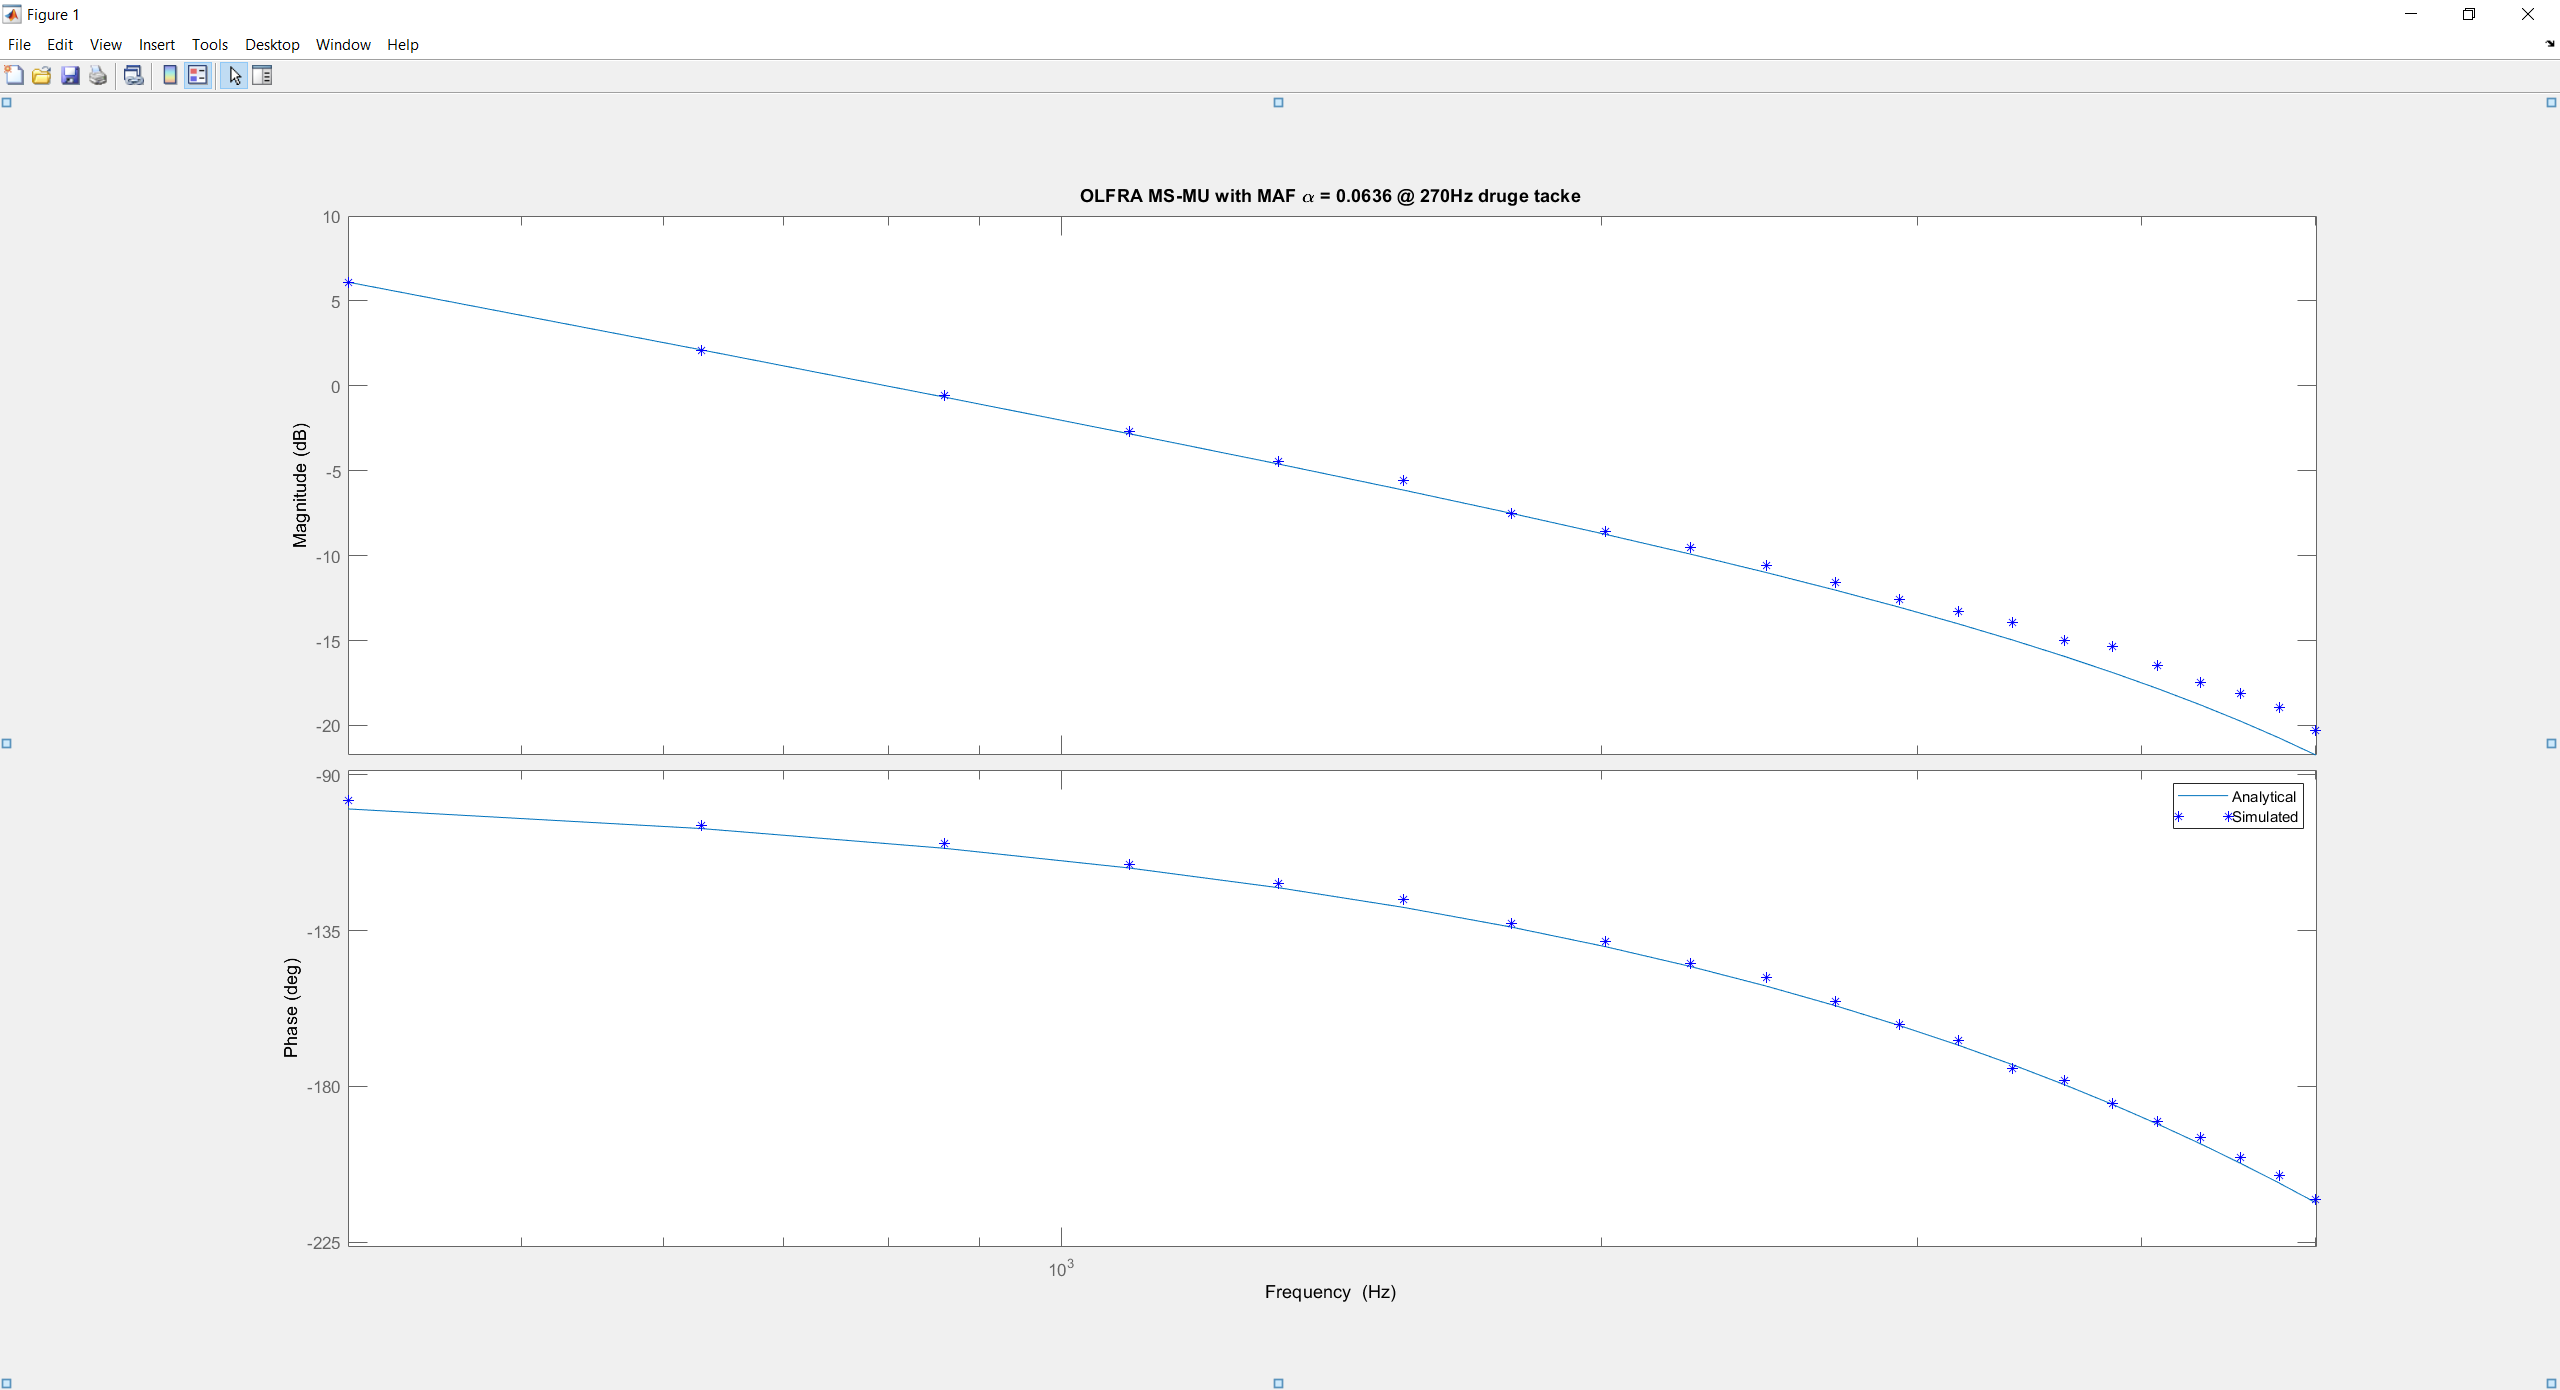 Figure 1
File Edit View Insert Tools Desktop Window Help
OLFRA MS-MU with MAF α = 0.0636 @ 270Hz druge tacke
10
5
0
-5
-10
-15
-20
Magnitude (dB)
-90
-135
-180
-225
Phase (deg)
Analytical
Simulated
10³
Frequency (Hz)